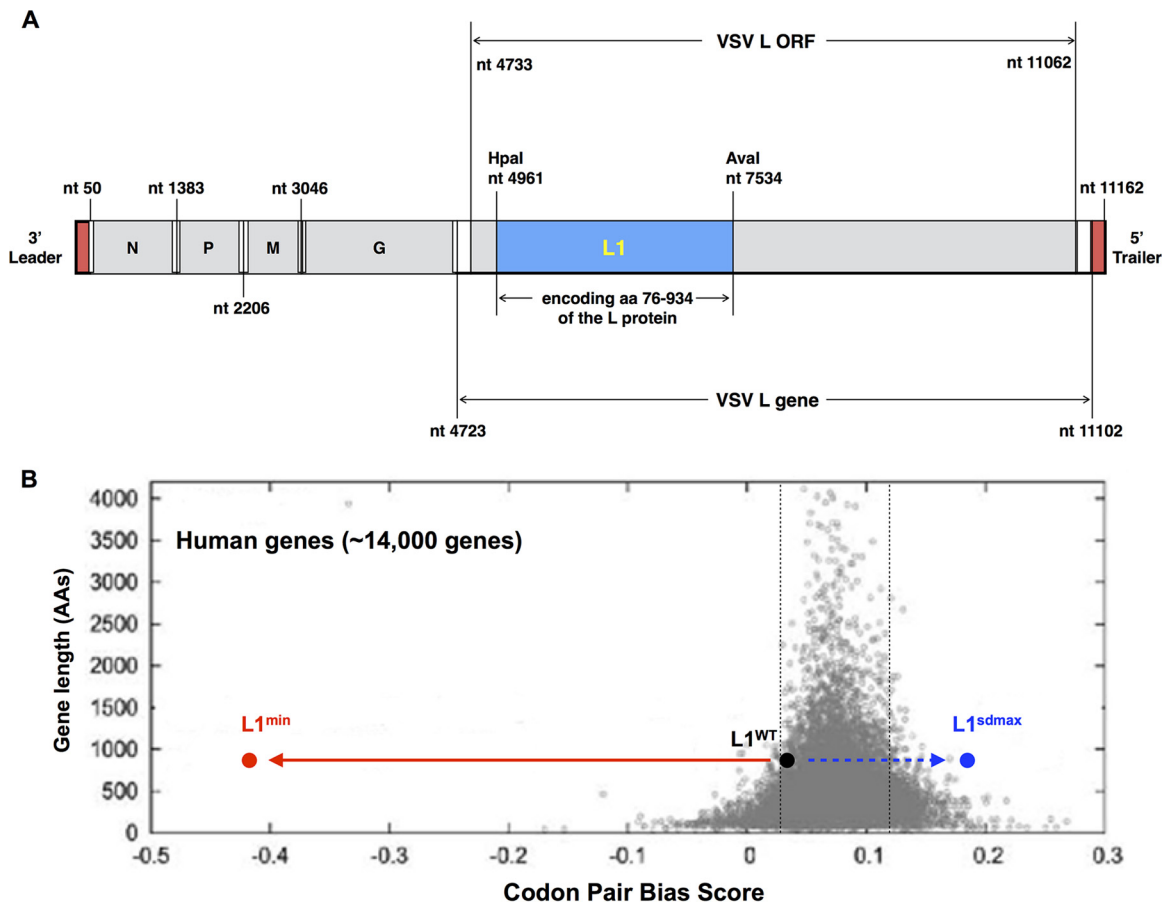 A
VSV L ORF
nt 4733
nt 11062
HpaI
nt 4961
AvaI
nt 7534
nt 50
nt 1383
nt 3046
nt 11162
3’
Leader
N
P
M
G
L1
5’
Trailer
nt 2206
encoding aa 76-934
of the L protein
VSV L gene
nt 4723
nt 11102
B
Human genes (~14,000 genes)
Gene length (AAs)
4000
3500
3000
2500
2000
1500
1000
500
0
L1min
L1WT
L1sdmax
-0.5
-0.4
-0.3
-0.2
-0.1
0
0.1
0.2
0.3
Codon Pair Bias Score